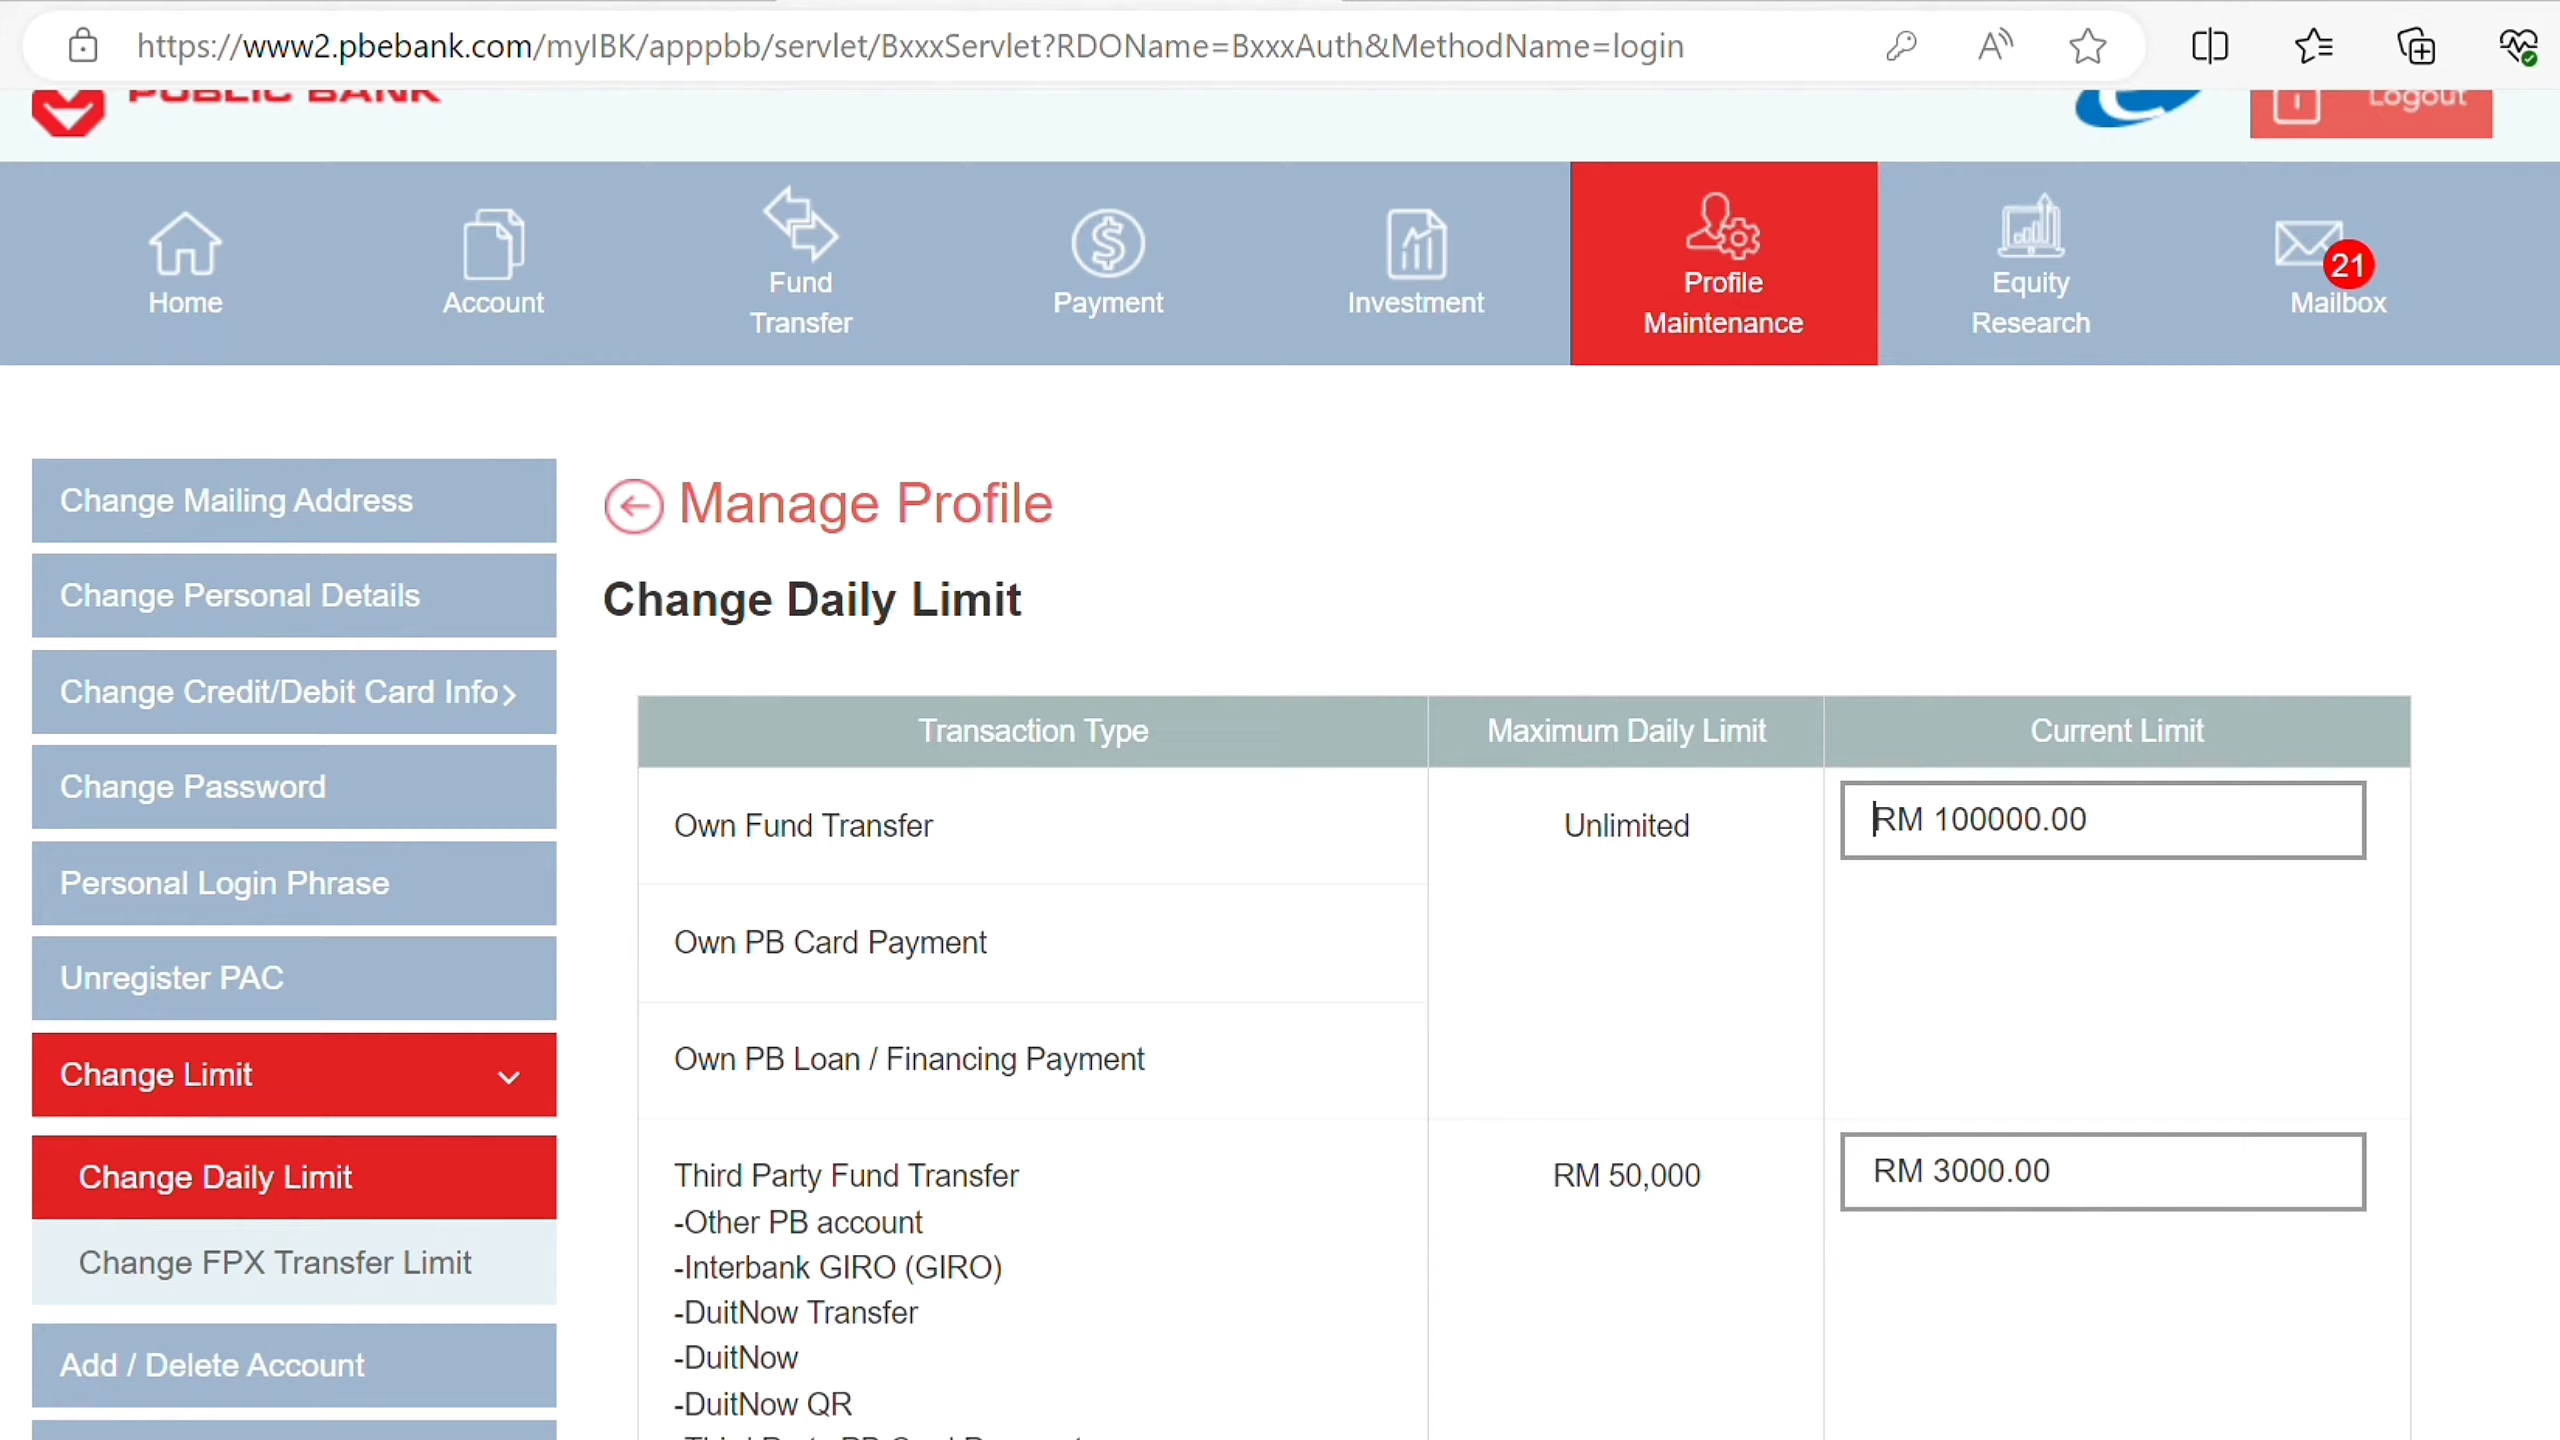 https://www2.pbebank.com/myIBK/apppbb/servlet/BxxxServlet?RDOName=BxxxAuth&MethodName=login
PUBLIC BANK
Logout
Home
Account
Fund
Transfer
Payment
Investment
Profile
Maintenance
Equity
Research
21
Mailbox
Change Mailing Address
Change Personal Details
Change Credit/Debit Card Info
Change Password
Personal Login Phrase
Unregister PAC
Change Limit
Change Daily Limit
Change FPX Transfer Limit
Add / Delete Account
Manage Profile
Change Daily Limit
Transaction Type Maximum Daily Limit Current Limit
Own Fund Transfer Unlimited RM 100000.00
Own PB Card Payment
Own PB Loan / Financing Payment
Third Party Fund Transfer RM 50,000 RM 3000.00
-Other PB account
-Interbank GIRO (GIRO)
-DuitNow Transfer
-DuitNow
-DuitNow QR